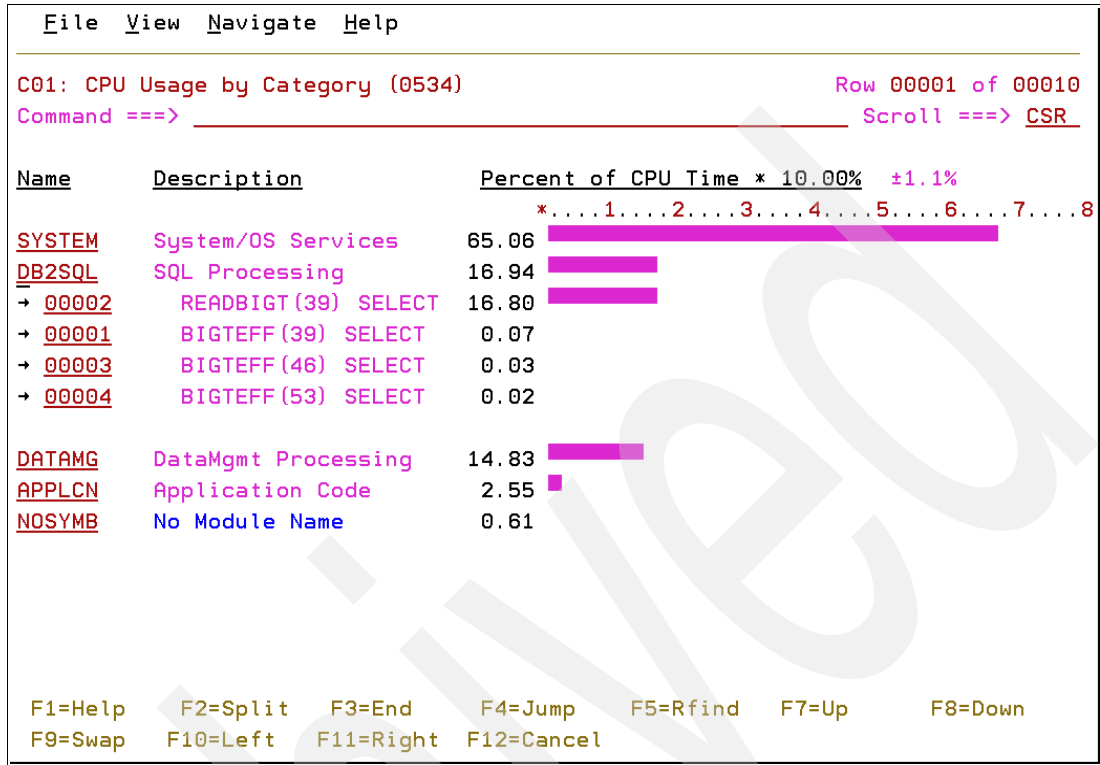 File View Navigate Help
C01: CPU Usage by Category (0534) Row 00001 of 00010
Command ===> Scroll ===> CSR
Name Description Percent of CPU Time * 10.00% ±1.1%
*....1....2....3....4....5....6....7....8
SYSTEM System/OS Services 65.06
DB2SQL SQL Processing 16.94
→ 00002 READBIGT(39) SELECT 16.80
→ 00001 BIGTEFF(39) SELECT 0.07
→ 00003 BIGTEFF(46) SELECT 0.03
→ 00004 BIGTEFF(53) SELECT 0.02
DATAMG DataMgmt Processing 14.83
APPLCN Application Code 2.55
NOSYMB No Module Name 0.61
F1=Help F2=Split F3=End F4=Jump F5=Rfind F7=Up F8=Down
F9=Swap F10=Left F11=Right F12=Cancel